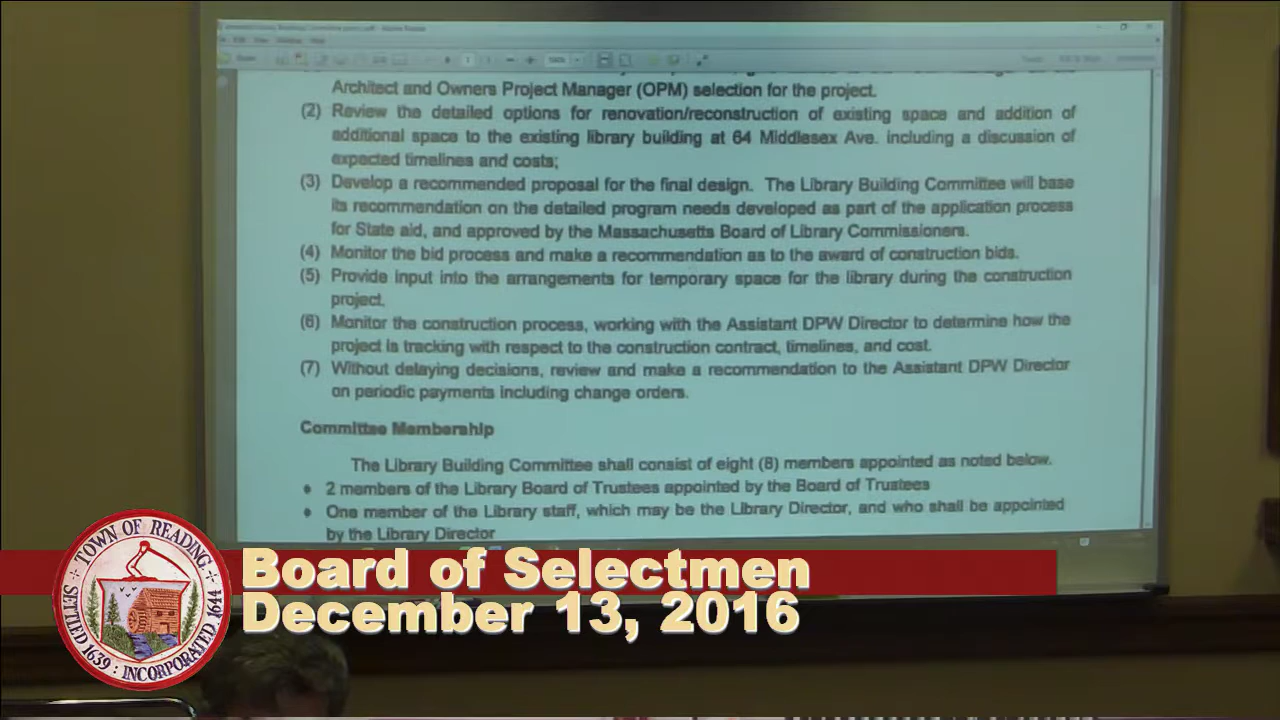 Architect and Owners Project Manager (OPM) selection for the project.
(2) Review the detailed options for renovation/reconstruction of existing space and addition of
additional space to the existing library building at 64 Middlesex Ave. including a discussion of
expected timelines and costs;
(3) Develop a recommended proposal for the final design. The Library Building Committee will base
its recommendation on the detailed program needs developed as part of the application process
for State aid, and approved by the Massachusetts Board of Library Commissioners.
(4) Monitor the bid process and make a recommendation as to the award of construction bids.
(5) Provide input into the arrangements for temporary space for the library during the construction
project.
(6) Monitor the construction process, working with the Assistant DPW Director to determine how the
project is tracking with respect to the construction contract, timelines, and cost.
(7) Without delaying decisions, review and make a recommendation to the Assistant DPW Director
on periodic payments including change orders.
Committee Membership
The Library Building Committee shall consist of eight (8) members appointed as noted below.
♦ 2 members of the Library Board of Trustees appointed by the Board of Trustees
♦ One member of the Library staff, which may be the Library Director, and who shall be appointed
by the Library Director
TOWN OF READING
SETTLED 1639 : INCORPORATED 1644
Board of Selectmen
December 13, 2016